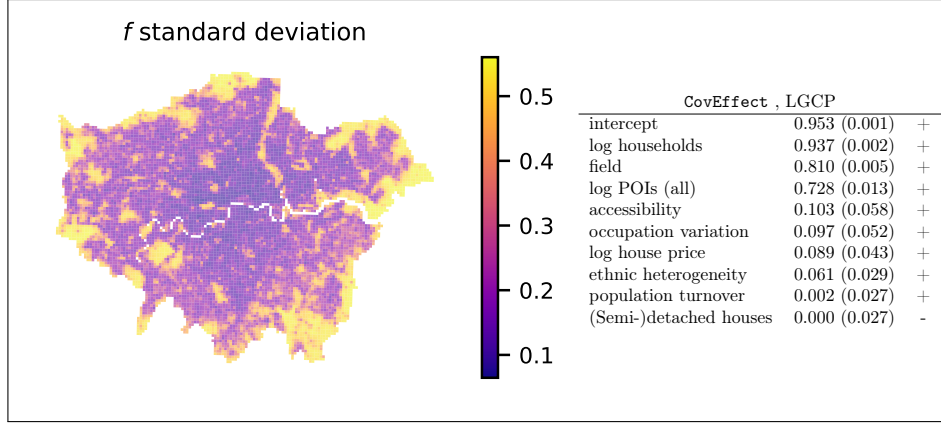 f standard deviation
0.5
0.4
0.3
0.2
0.1
CovEffect , LGCP
intercept 0.953 (0.001) +
log households 0.937 (0.002) +
field 0.810 (0.005) +
log POIs (all) 0.728 (0.013) +
accessibility 0.103 (0.058) +
occupation variation 0.097 (0.052) +
log house price 0.089 (0.043) +
ethnic heterogeneity 0.061 (0.029) +
population turnover 0.002 (0.027) +
(Semi-)detached houses 0.000 (0.027) -